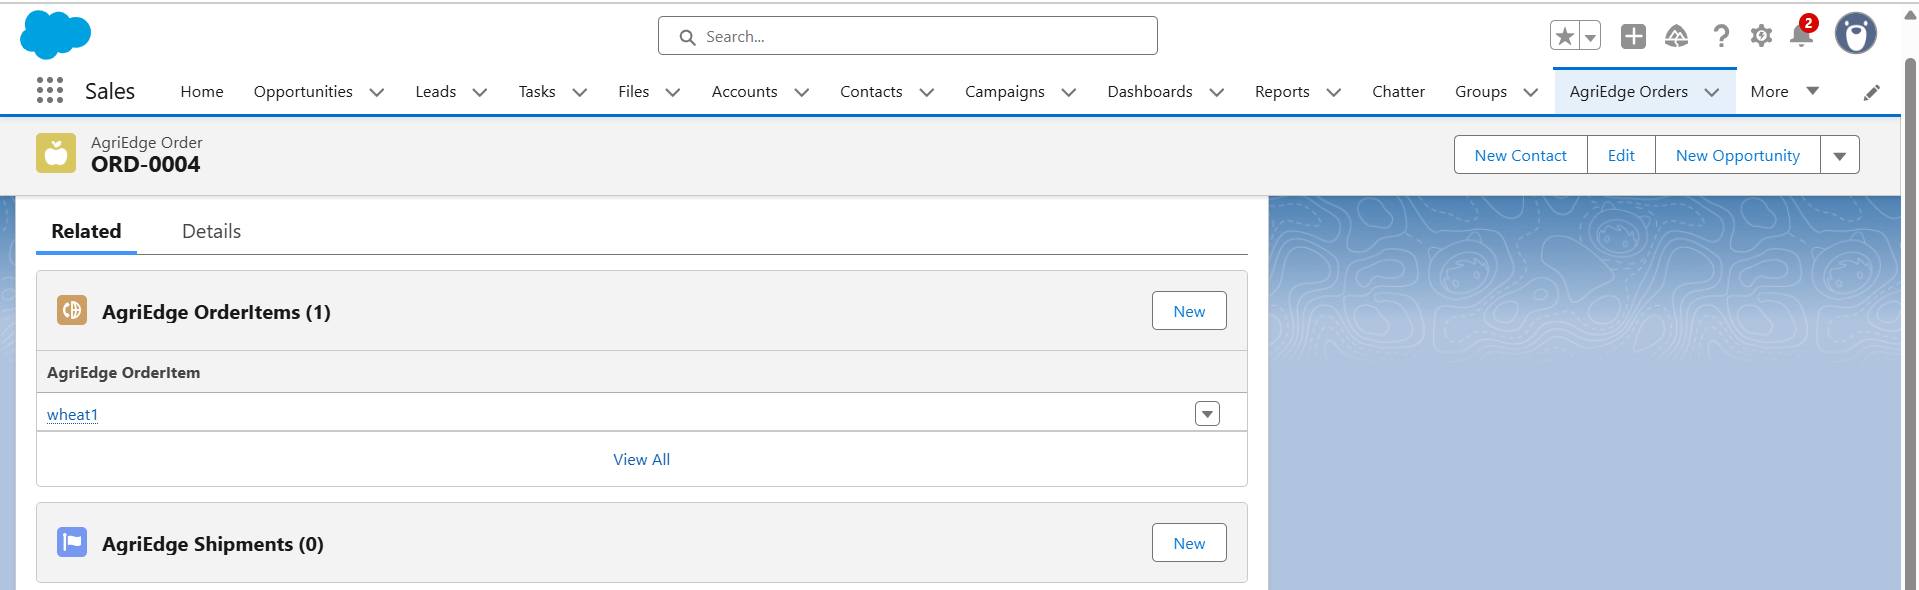 Search...
2
Sales Home Opportunities Leads Tasks Files Accounts Contacts Campaigns Dashboards Reports Chatter Groups AgriEdge Orders More
AgriEdge Order
ORD-0004
New Contact Edit New Opportunity
Related Details
AgriEdge OrderItems (1) New
AgriEdge OrderItem
wheat1
View All
AgriEdge Shipments (0) New